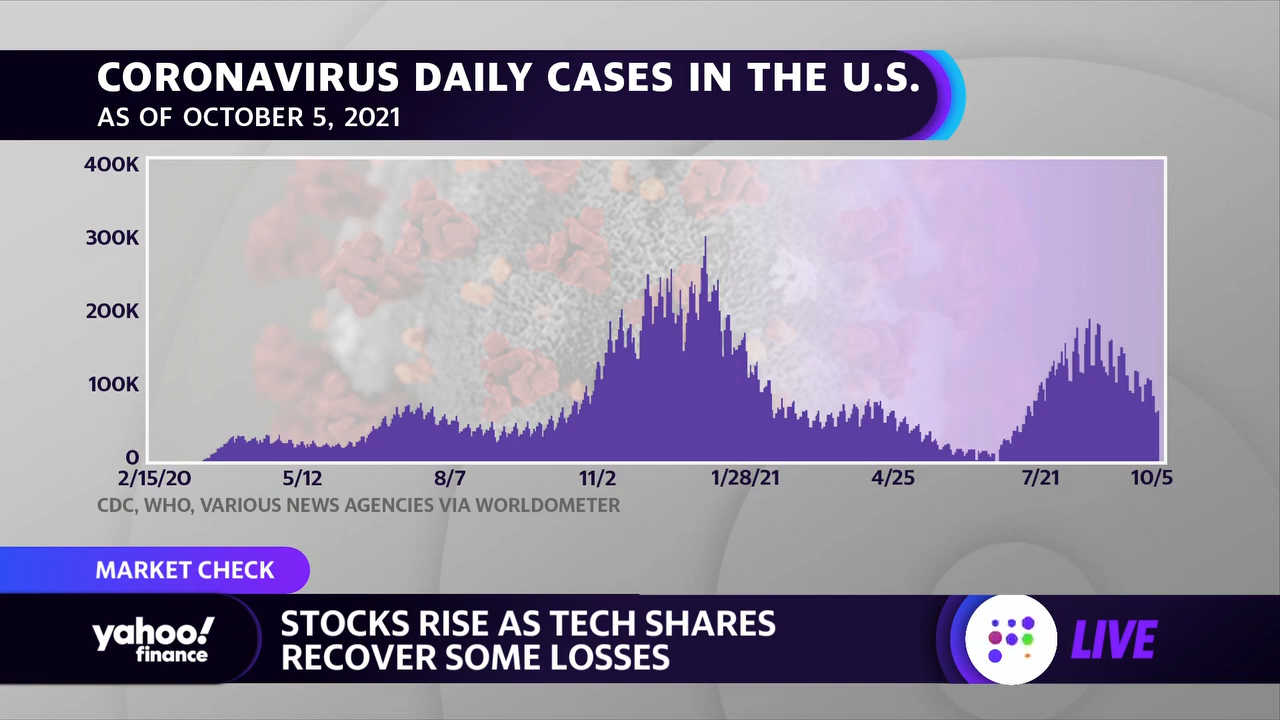 CORONAVIRUS DAILY CASES IN THE U.S.
AS OF OCTOBER 5, 2021
400K
300K
200K
100K
0
2/15/20 5/12 8/7 11/2 1/28/21 4/25 7/21 10/5
CDC, WHO, VARIOUS NEWS AGENCIES VIA WORLDOMETER
MARKET CHECK
yahoo!
finance
STOCKS RISE AS TECH SHARES
RECOVER SOME LOSSES
LIVE